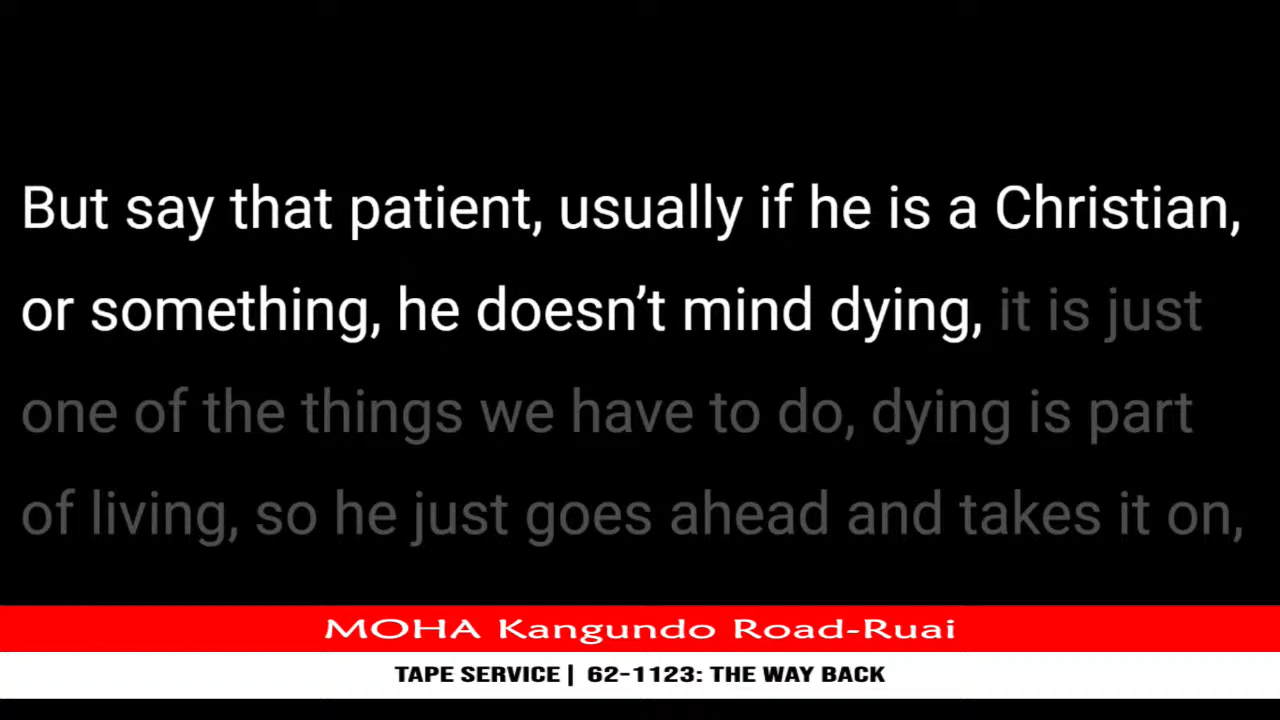 But say that patient, usually if he is a Christian,
or something, he doesn’t mind dying, it is just
one of the things we have to do, dying is part
of living, so he just goes ahead and takes it on,
MOHA Kangundo Road-Ruai
TAPE SERVICE | 62-1123: THE WAY BACK